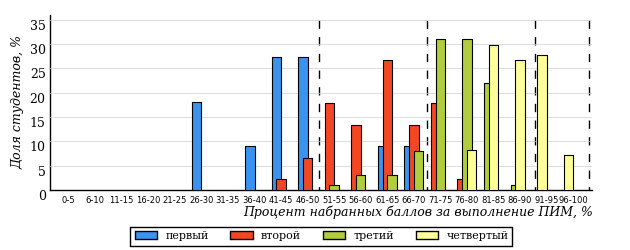 Доля студентов, %
35
30
25
20
15
10
5
0
0-5 6-10 11-15 16-20 21-25 26-30 31-35 36-40 41-45 46-50 51-55 56-60 61-65 66-70 71-75 76-80 81-85 86-90 91-95 96-100
Процент набранных баллов за выполнение ПИМ, %
первый второй третий четвертый